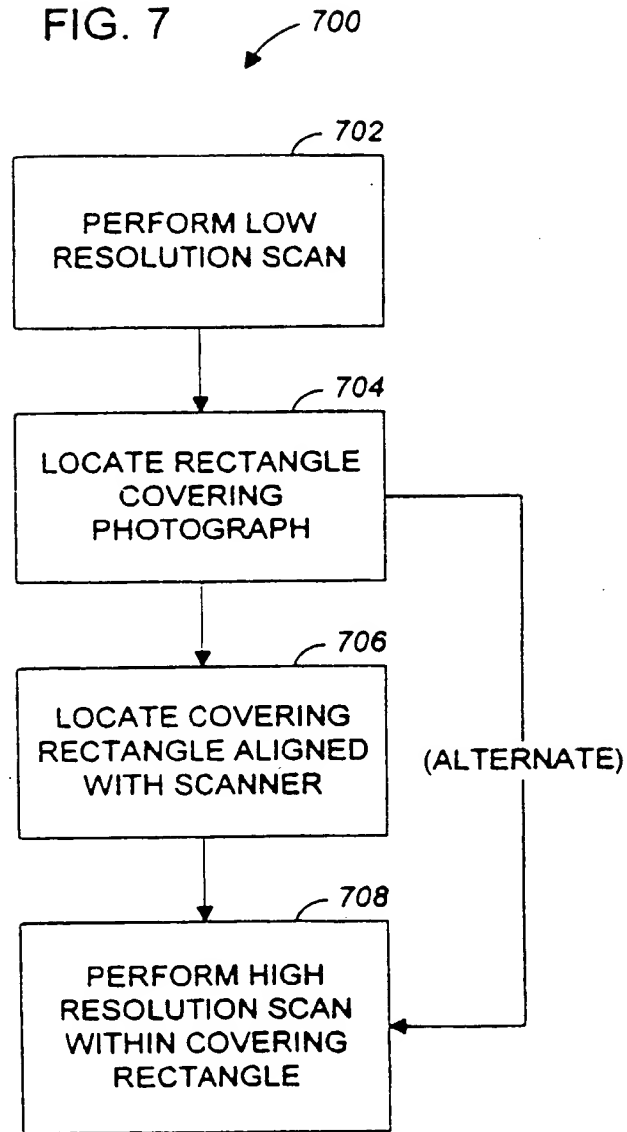 FIG. 7
700
702
PERFORM LOW
RESOLUTION SCAN
704
LOCATE RECTANGLE
COVERING
PHOTOGRAPH
706
LOCATE COVERING
RECTANGLE ALIGNED
WITH SCANNER
(ALTERNATE)
708
PERFORM HIGH
RESOLUTION SCAN
WITHIN COVERING
RECTANGLE